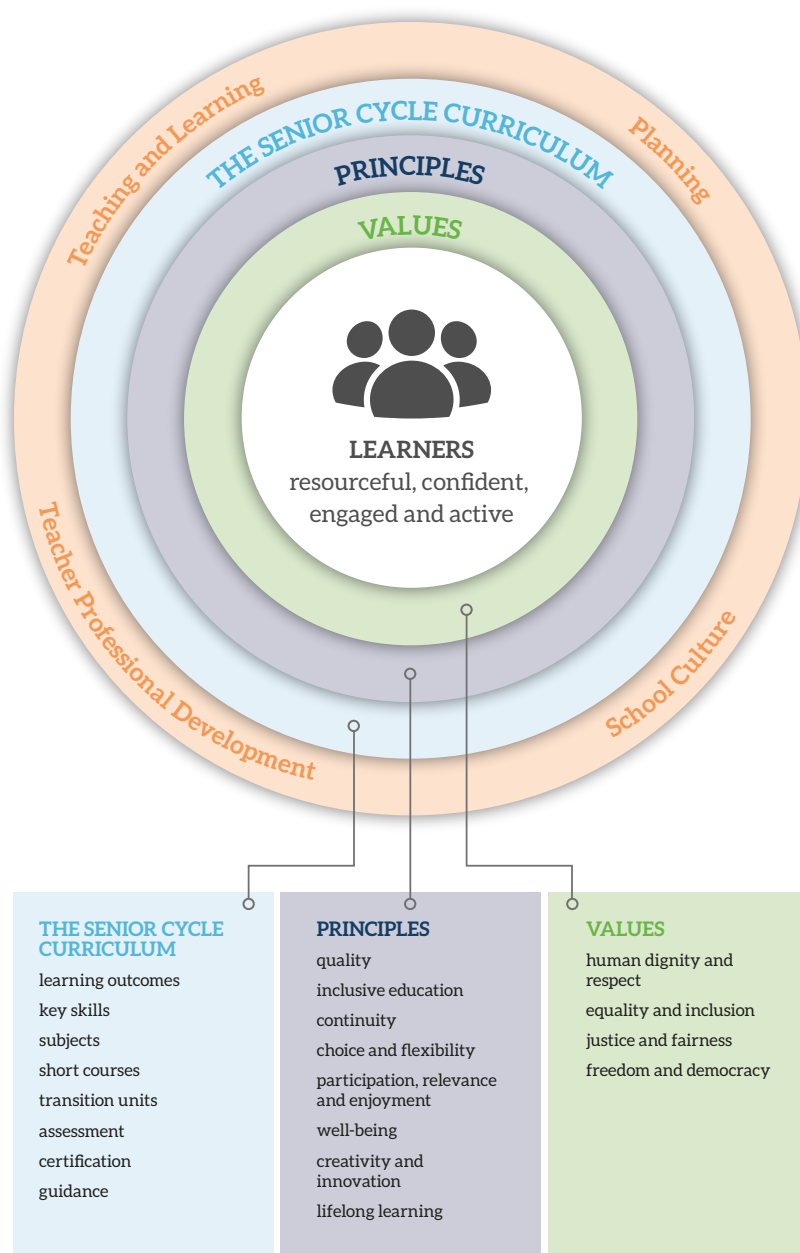 Teaching and Learning
Planning
THE SENIOR CYCLE CURRICULUM
PRINCIPLES
VALUES
LEARNERS
resourceful, confident,
engaged and active
Teacher Professional Development
School Culture
THE SENIOR CYCLE
CURRICULUM
learning outcomes
key skills
subjects
short courses
transition units
assessment
certification
guidance
PRINCIPLES
quality
inclusive education
continuity
choice and flexibility
participation, relevance
and enjoyment
well-being
creativity and
innovation
lifelong learning
VALUES
human dignity and
respect
equality and inclusion
justice and fairness
freedom and democracy